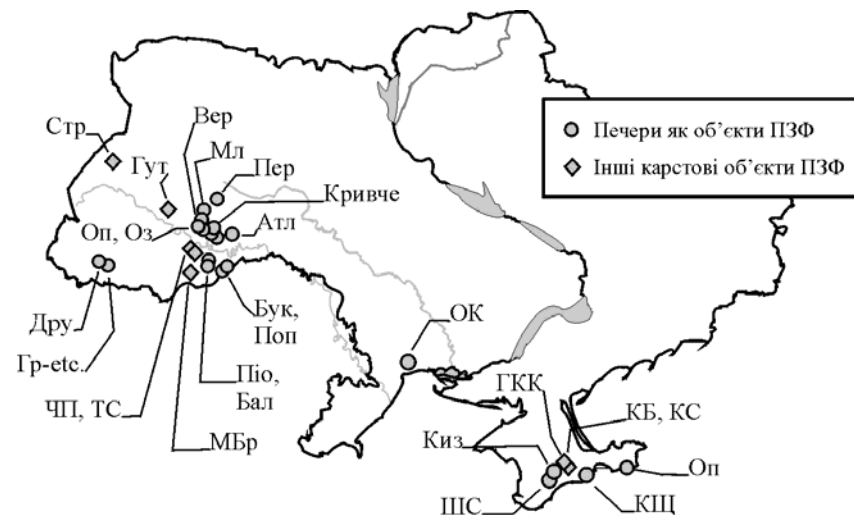 Стр
Вер
Мл
Гут
Пер
Кривче
Оп, Оз
Атл
Дру
Гр-etc.
ЧП, ТС
МБр
Піо,
Бал
Бук,
Поп
ОК
ГКК
КБ, КС
Киз
Оп
ШС
КЩ
Печери як об’єкти ПЗФ
Інші карстові об’єкти ПЗФ